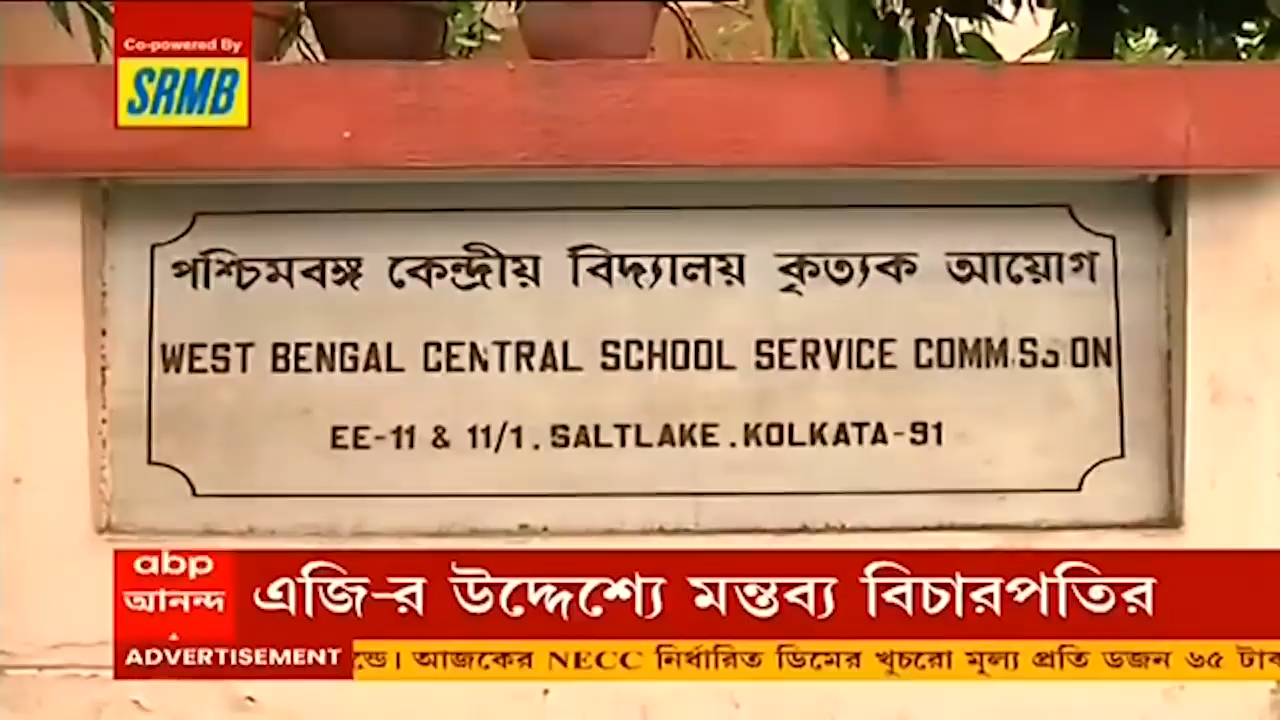 Co-powered By
SRMB
পশ্চিমবঙ্গ কেন্দ্রীয় বিদ্যালয় কৃত্যক আয়োগ
WEST BENGAL CENTRAL SCHOOL SERVICE COMMISSION
EE-11 & 11/1. SALTLAKE. KOLKATA-91
abp
আনন্দ
এজি-র উদ্দেশ্যে মন্তব্য বিচারপতির
ADVERTISEMENT
। আজকের NECC নির্ধারিত ডিমের খুচরো মূল্য প্রতি ডজন ৬৫